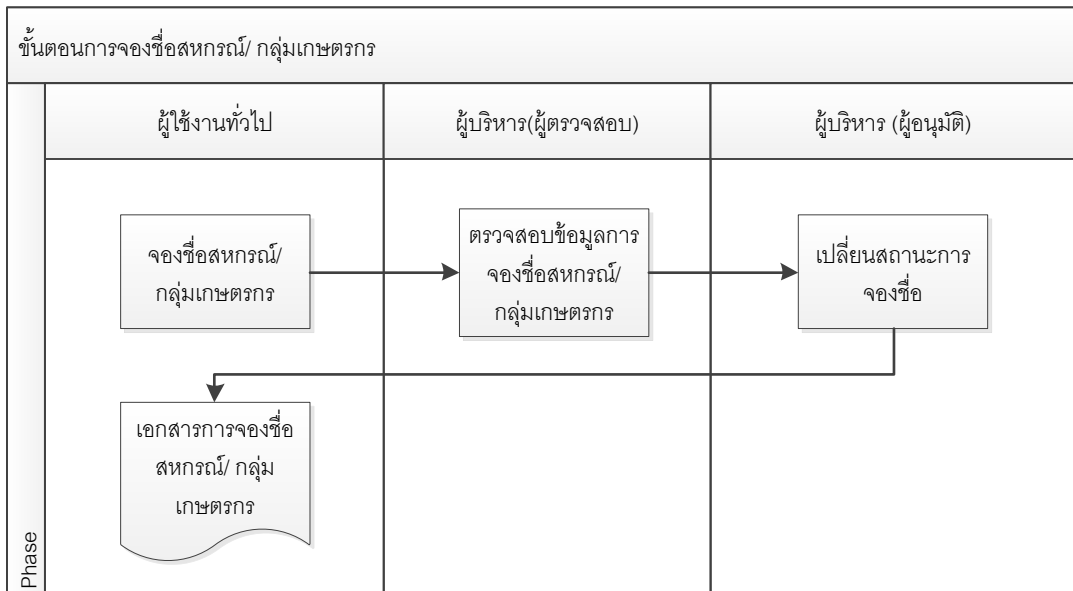 ขั้นตอนการจองชื่อสหกรณ์/ กลุ่มเกษตรกร
ผู้ใช้งานทั่วไป
ผู้บริหาร(ผู้ตรวจสอบ)
ผู้บริหาร (ผู้อนุมัติ)
จองชื่อสหกรณ์/
กลุ่มเกษตรกร
ตรวจสอบข้อมูลการ
จองชื่อสหกรณ์/
กลุ่มเกษตรกร
เปลี่ยนสถานะการ
จองชื่อ
เอกสารการจองชื่อ
สหกรณ์/ กลุ่ม
เกษตรกร
Phase